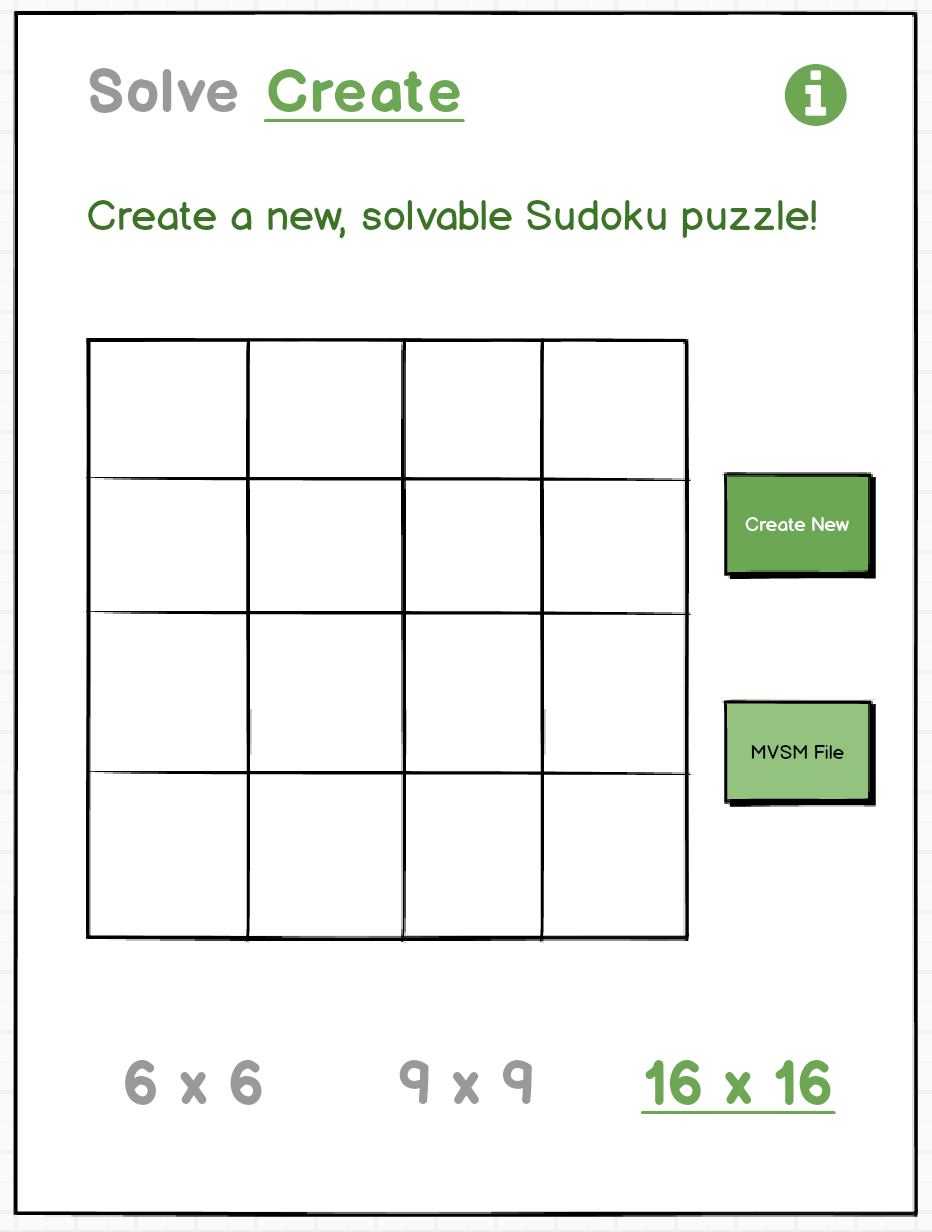 Solve Create
Create a new, solvable Sudoku puzzle!
Create New
MVSM File
6 x 6 9 x 9 16 x 16